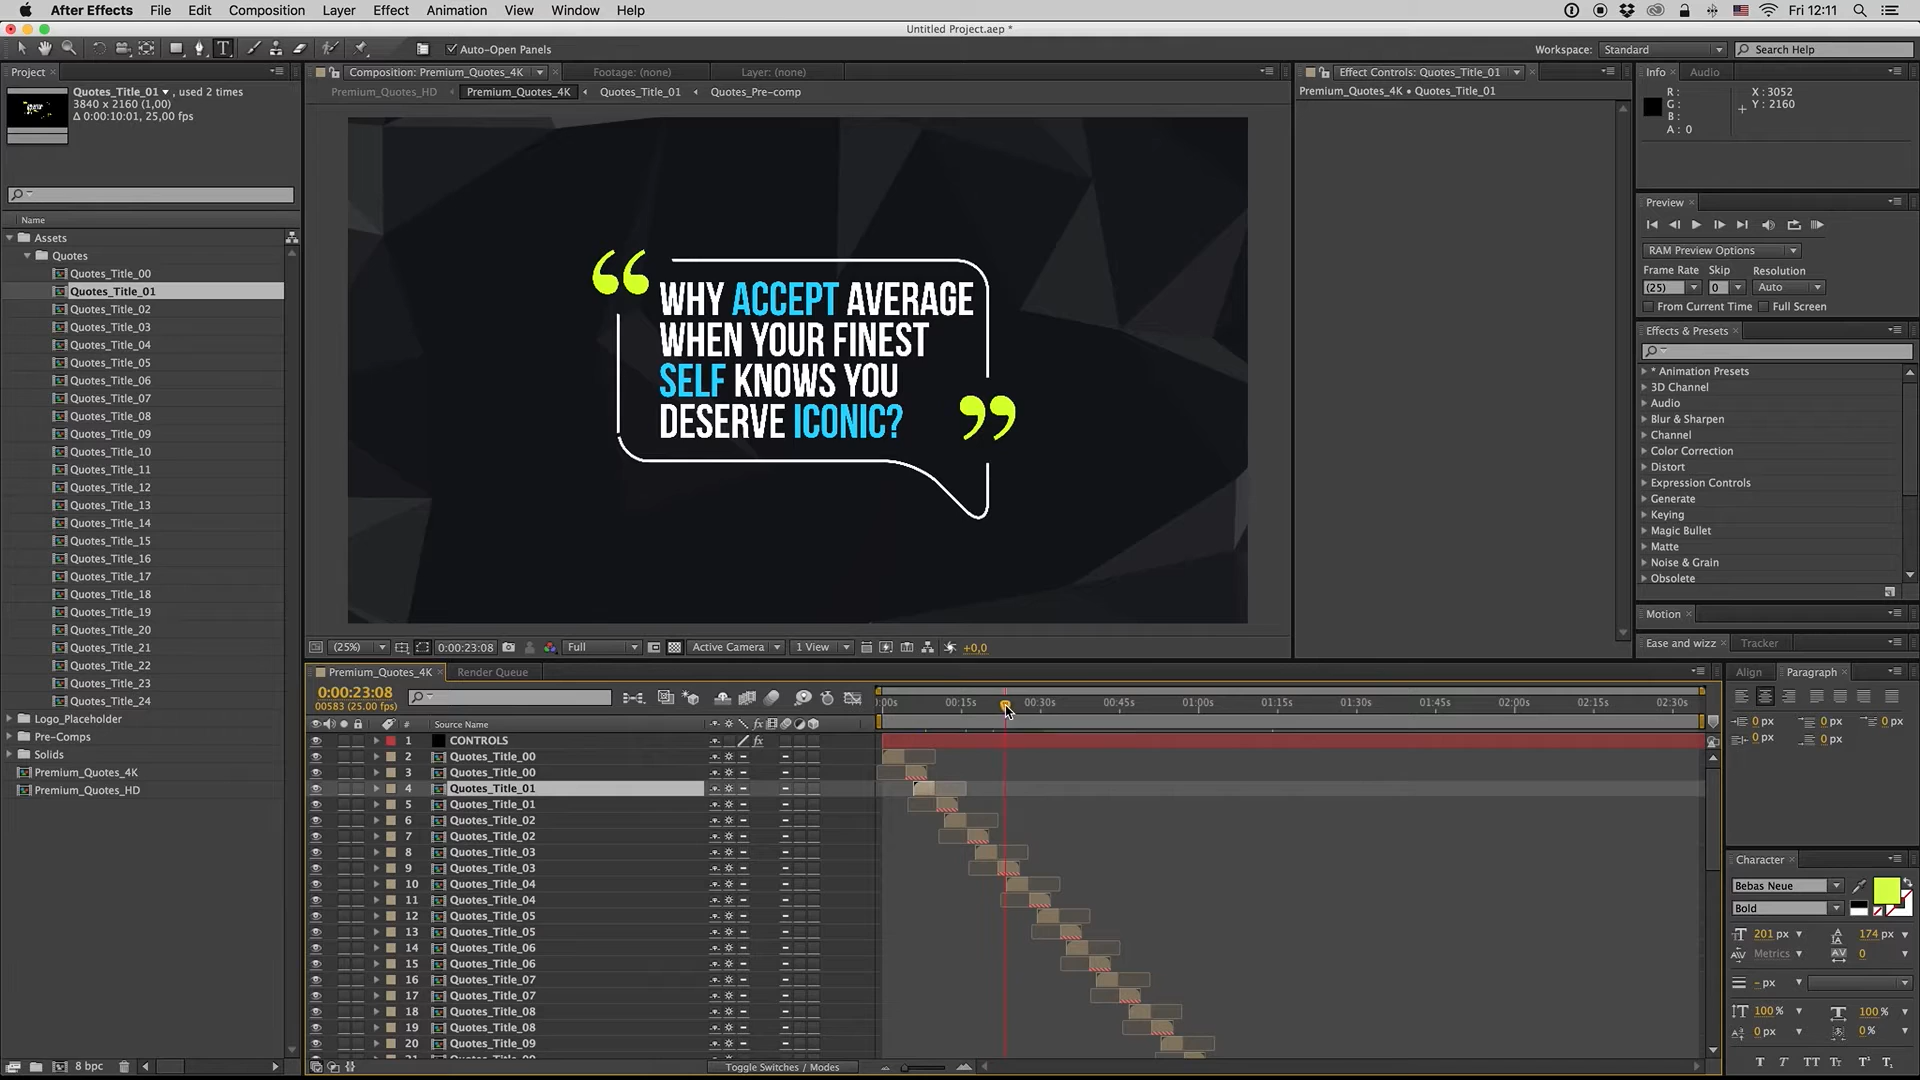 After Effects File Edit Composition Layer Effect Animation View Window Help Fri 12:11
Untitled Project.aep *
T Auto-Open Panels Workspace: Standard Search Help
Project Composition: Premium_Quotes_4K Footage: (none) Layer: (none) Effect Controls: Quotes_Title_01 Info Audio
Quotes_Title_01 , used 2 times
3840 x 2160 (1,00)
Δ 0:00:10:01, 25,00 fps
Premium_Quotes_HD Premium_Quotes_4K Quotes_Title_01 Quotes_Pre-comp
Premium_Quotes_4K • Quotes_Title_01
R :
G :
B :
A : 0
X : 3052
Y : 2160
Name
Assets
Quotes
Quotes_Title_00
Quotes_Title_01
Quotes_Title_02
Quotes_Title_03
Quotes_Title_04
Quotes_Title_05
Quotes_Title_06
Quotes_Title_07
Quotes_Title_08
Quotes_Title_09
Quotes_Title_10
Quotes_Title_11
Quotes_Title_12
Quotes_Title_13
Quotes_Title_14
Quotes_Title_15
Quotes_Title_16
Quotes_Title_17
Quotes_Title_18
Quotes_Title_19
Quotes_Title_20
Quotes_Title_21
Quotes_Title_22
Quotes_Title_23
Quotes_Title_24
Logo_Placeholder
Pre-Comps
Solids
Premium_Quotes_4K
Premium_Quotes_HD
8 bpc
“ WHY ACCEPT AVERAGE
WHEN YOUR FINEST
SELF KNOWS YOU
DESERVE ICONIC? ”
(25%) 0:00:23:08 Full Active Camera 1 View +0,0
Preview
RAM Preview Options
Frame Rate Skip Resolution
(25) 0 Auto
From Current Time Full Screen
Effects & Presets
* Animation Presets
3D Channel
Audio
Blur & Sharpen
Channel
Color Correction
Distort
Expression Controls
Generate
Keying
Magic Bullet
Matte
Noise & Grain
Obsolete
Motion
Ease and wizz Tracker
Premium_Quotes_4K Render Queue
0:00:23:08
00583 (25.00 fps)
:00s 00:15s 00:30s 00:45s 01:00s 01:15s 01:30s 01:45s 02:00s 02:15s 02:30s
# Source Name fx
1 CONTROLS fx
2 Quotes_Title_00
3 Quotes_Title_00
4 Quotes_Title_01
5 Quotes_Title_01
6 Quotes_Title_02
7 Quotes_Title_02
8 Quotes_Title_03
9 Quotes_Title_03
10 Quotes_Title_04
11 Quotes_Title_04
12 Quotes_Title_05
13 Quotes_Title_05
14 Quotes_Title_06
15 Quotes_Title_06
16 Quotes_Title_07
17 Quotes_Title_07
18 Quotes_Title_08
19 Quotes_Title_08
20 Quotes_Title_09
Toggle Switches / Modes
Align Paragraph
0 px 0 px 0 px
0 px 0 px
Character
Bebas Neue
Bold
201 px 174 px
Metrics 0
- px
100 % 100 %
0 px 0 %
T T TT Tt T¹ T₁